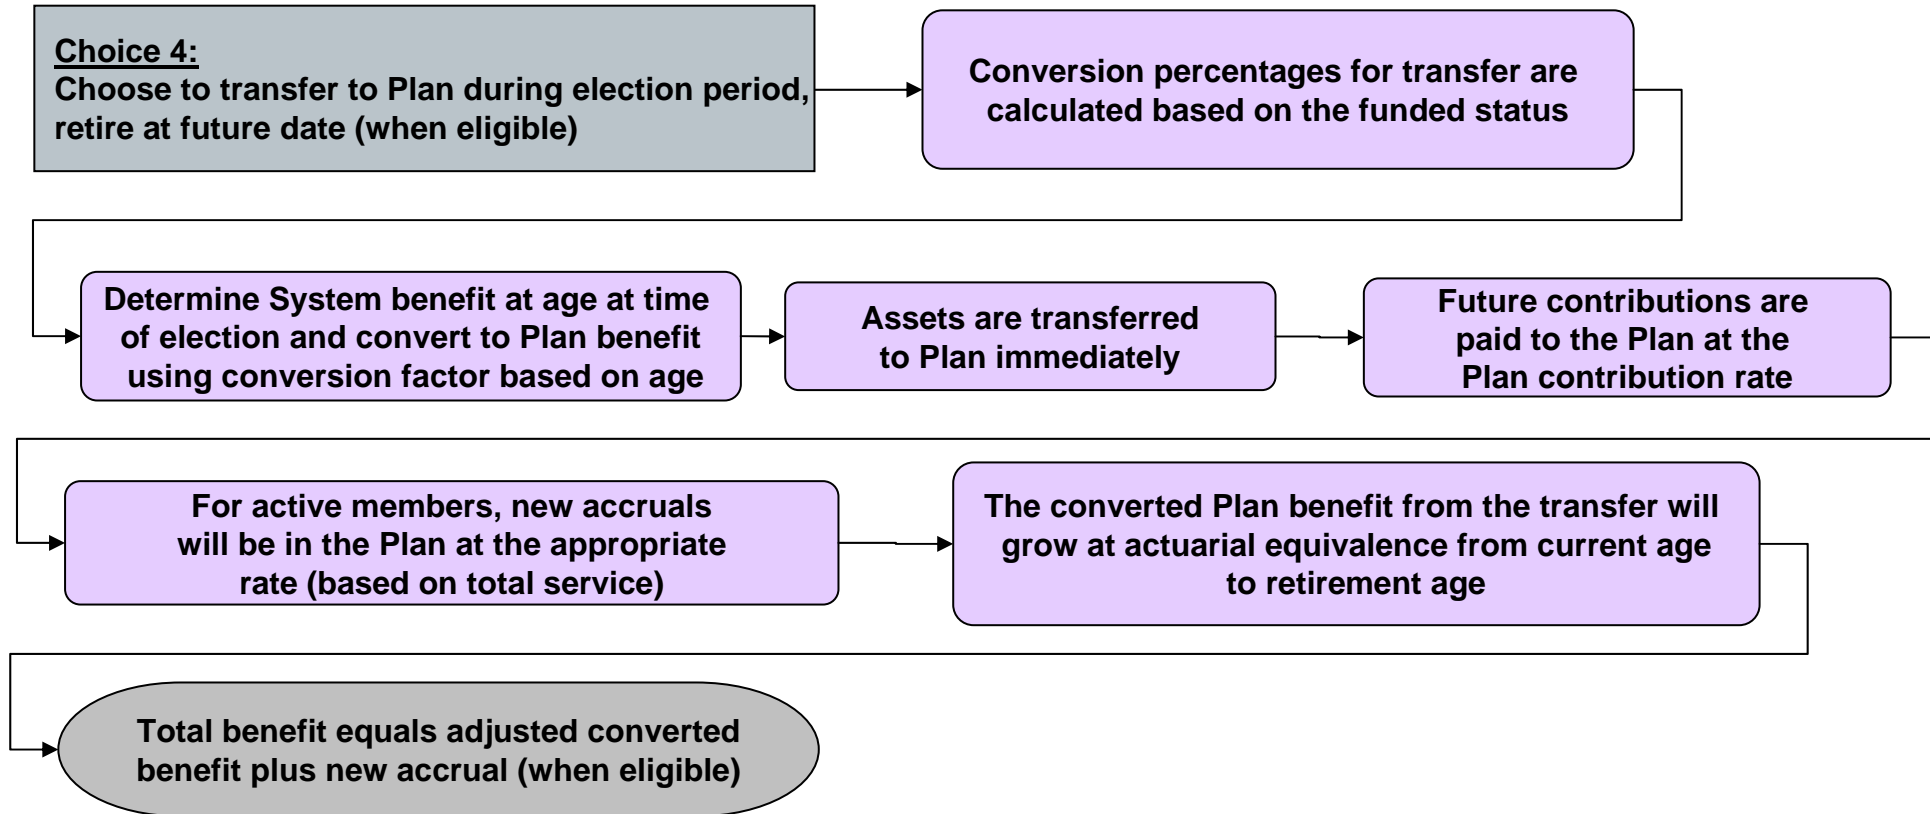 Choice 4:
Choose to transfer to Plan during election period,
retire at future date (when eligible)
Conversion percentages for transfer are
calculated based on the funded status
Determine System benefit at age at time
of election and convert to Plan benefit
using conversion factor based on age
Assets are transferred
to Plan immediately
Future contributions are
paid to the Plan at the
Plan contribution rate
For active members, new accruals
will be in the Plan at the appropriate
rate (based on total service)
The converted Plan benefit from the transfer will
grow at actuarial equivalence from current age
to retirement age
Total benefit equals adjusted converted
benefit plus new accrual (when eligible)